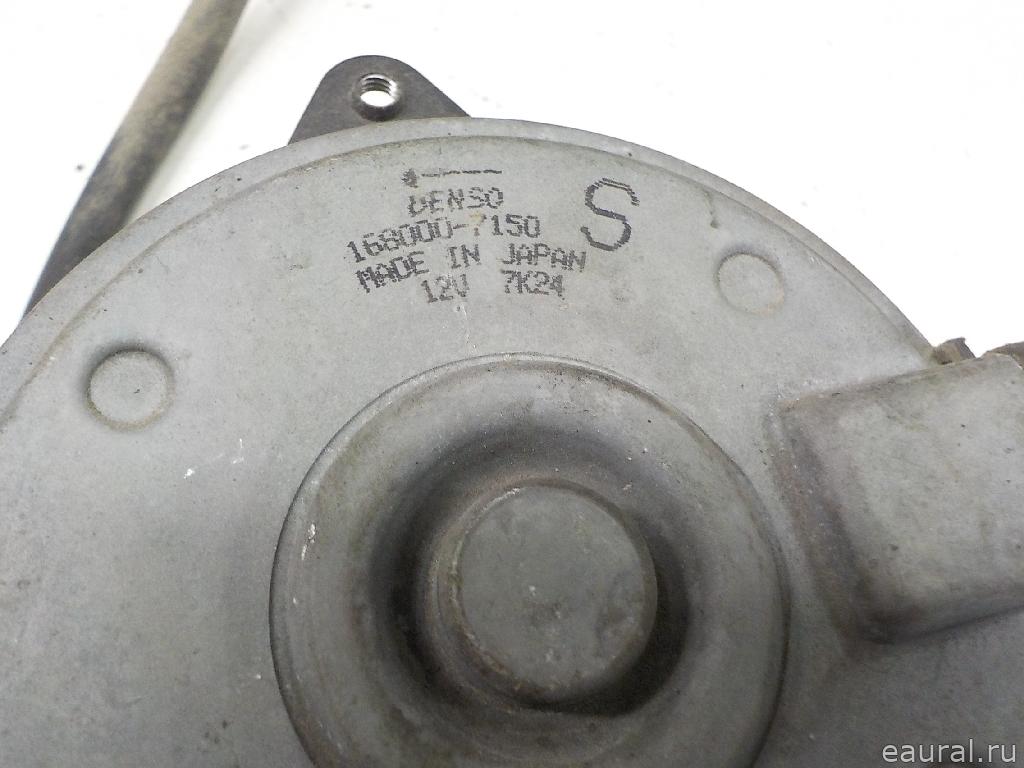 DENSO
168000-7150
S
MADE IN JAPAN
12V 7K24
eaural.ru